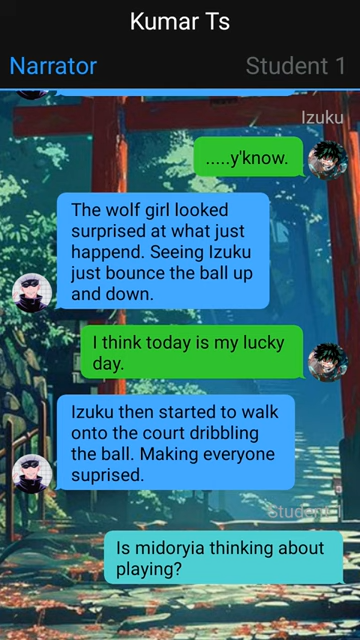 Kumar Ts
Narrator
Student 1
Izuku
.....y'know.
The wolf girl looked
surprised at what just
happend. Seeing Izuku
just bounce the ball up
and down.
I think today is my lucky
day.
Izuku then started to walk
onto the court dribbling
the ball. Making everyone
suprised.
Student 1
Is midoryia thinking about
playing?